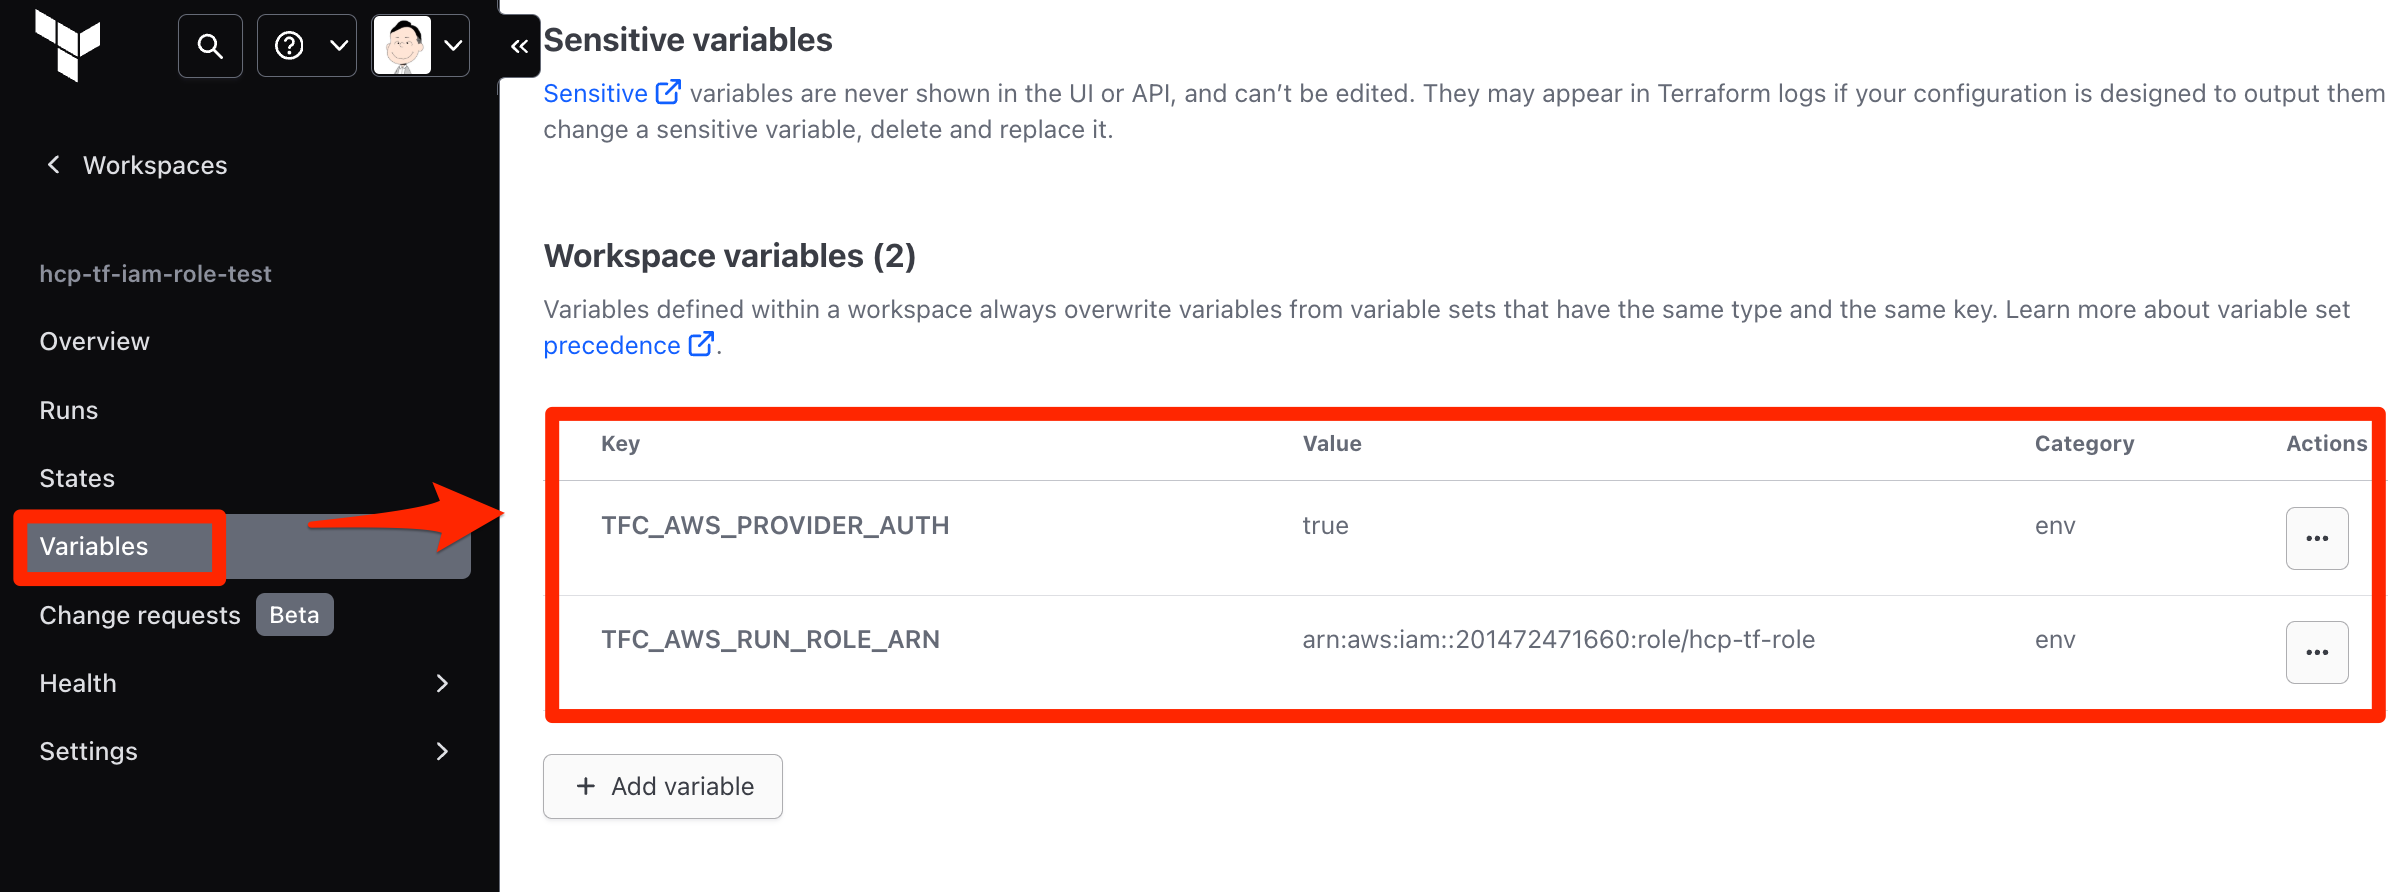 Workspaces
hcp-tf-iam-role-test
Overview
Runs
States
Variables
Change requests Beta
Health
Settings
Sensitive variables
Sensitive variables are never shown in the UI or API, and can’t be edited. They may appear in Terraform logs if your configuration is designed to output them
change a sensitive variable, delete and replace it.
Workspace variables (2)
Variables defined within a workspace always overwrite variables from variable sets that have the same type and the same key. Learn more about variable set
precedence .
Key Value Category Actions
TFC_AWS_PROVIDER_AUTH true env
TFC_AWS_RUN_ROLE_ARN arn:aws:iam::201472471660:role/hcp-tf-role env
+ Add variable